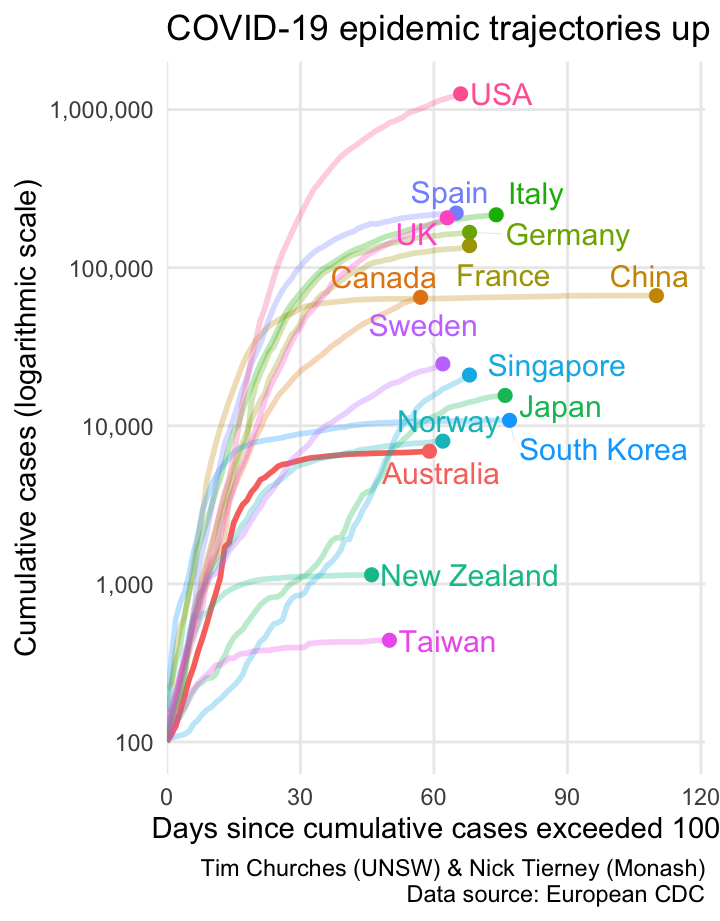 COVID-19 epidemic trajectories up
Cumulative cases (logarithmic scale)
1,000,000
100,000
10,000
1,000
100
USA
Spain
Italy
UK
Germany
France
Canada
China
Sweden
Singapore
Japan
Norway
South Korea
Australia
New Zealand
Taiwan
0 30 60 90 120
Days since cumulative cases exceeded 100
Tim Churches (UNSW) & Nick Tierney (Monash)
Data source: European CDC